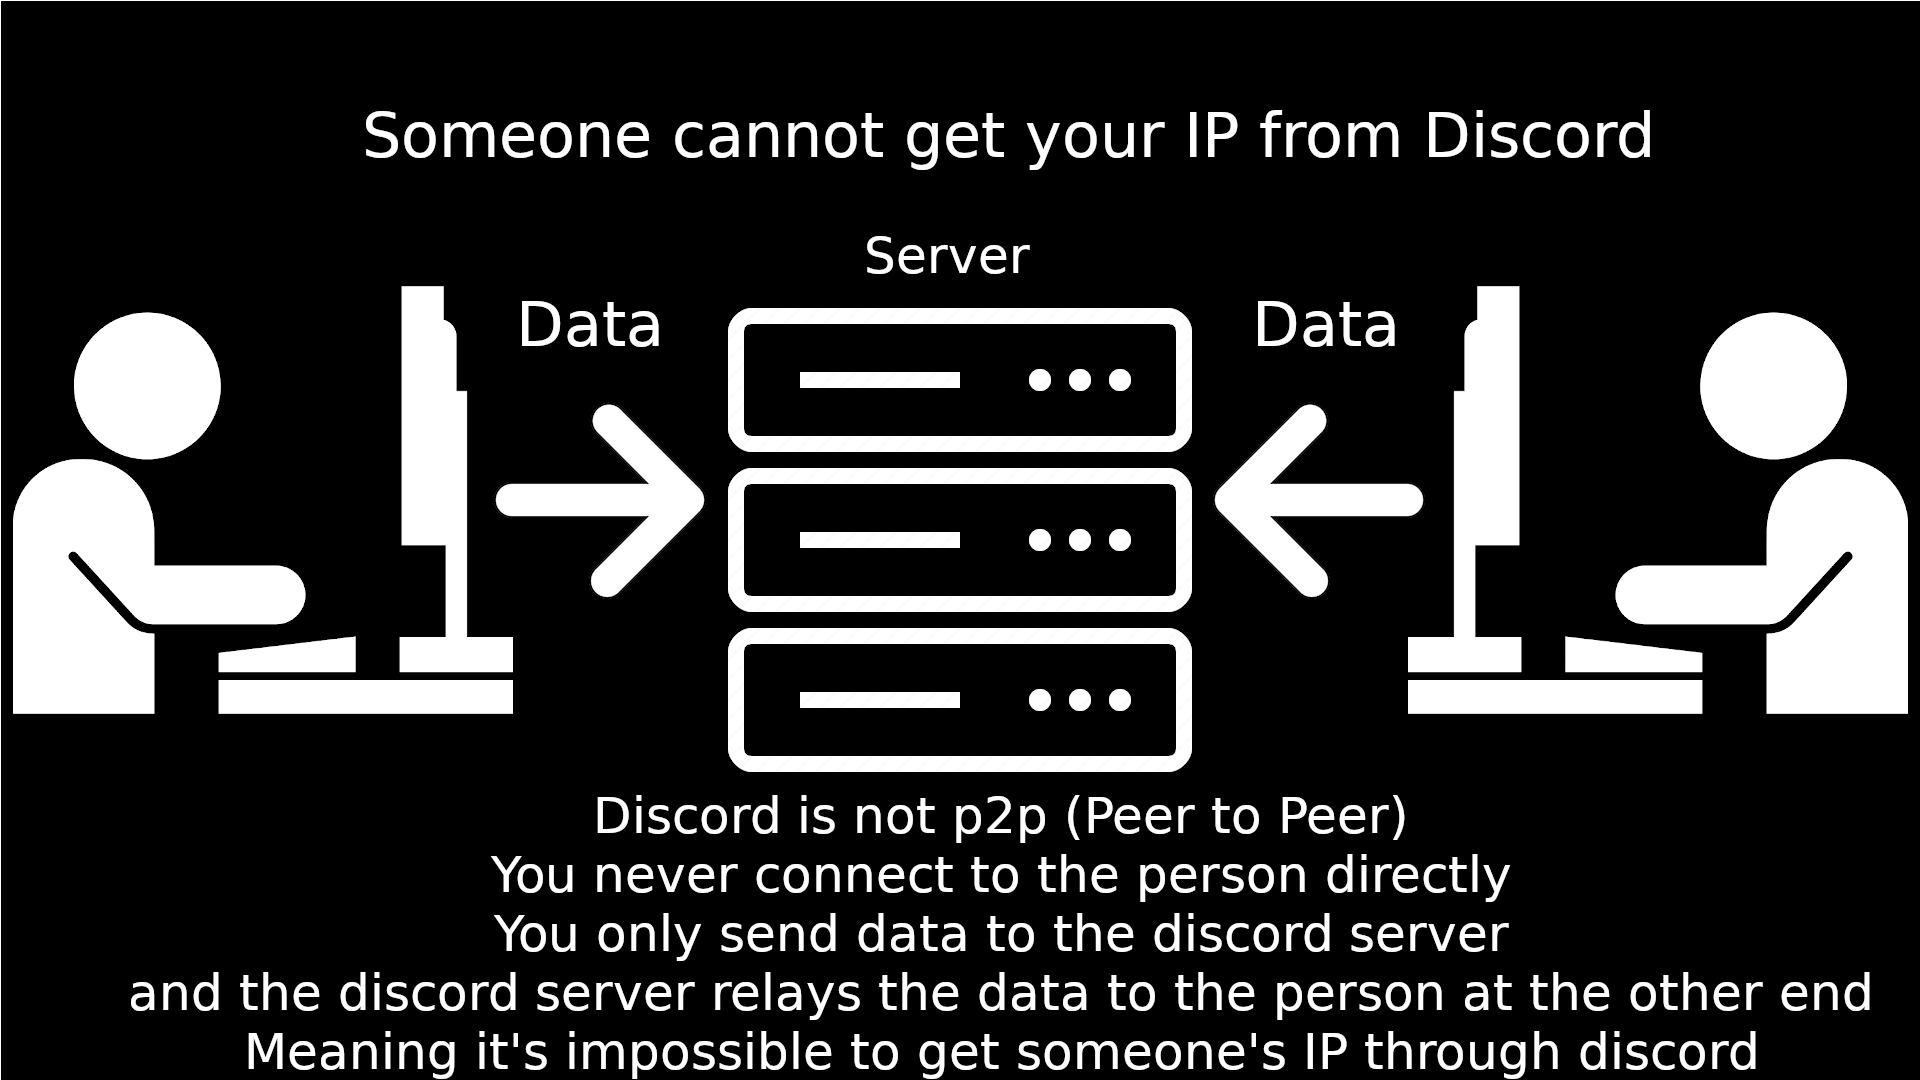 Someone cannot get your IP from Discord
Server
Data
Data
Discord is not p2p (Peer to Peer)
You never connect to the person directly
You only send data to the discord server
and the discord server relays the data to the person at the other end
Meaning it's impossible to get someone's IP through discord